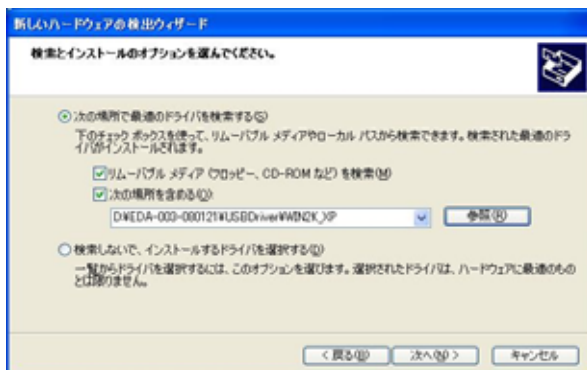 新しいハードウェアの検出ウィザード
検索とインストールのオプションを選んでください。
次の場所で最適のドライバを検索する(S)
下のチェック ボックスを使って、リムーバブル メディアやローカル パスから検索できます。検索された最適のドラ
イバがインストールされます。
リムーバブル メディア (フロッピー、CD-ROM など) を検索(M)
次の場所を含める(O):
D:¥EDA-003-080121¥USBDriver¥WIN2K_XP
参照(R)
検索しないで、インストールするドライバを選択する(D)
一覧からドライバを選択するには、このオプションを選びます。選択されたドライバは、ハードウェアに最適のもの
とは限りません。
< 戻る(B)
次へ(N) >
キャンセル